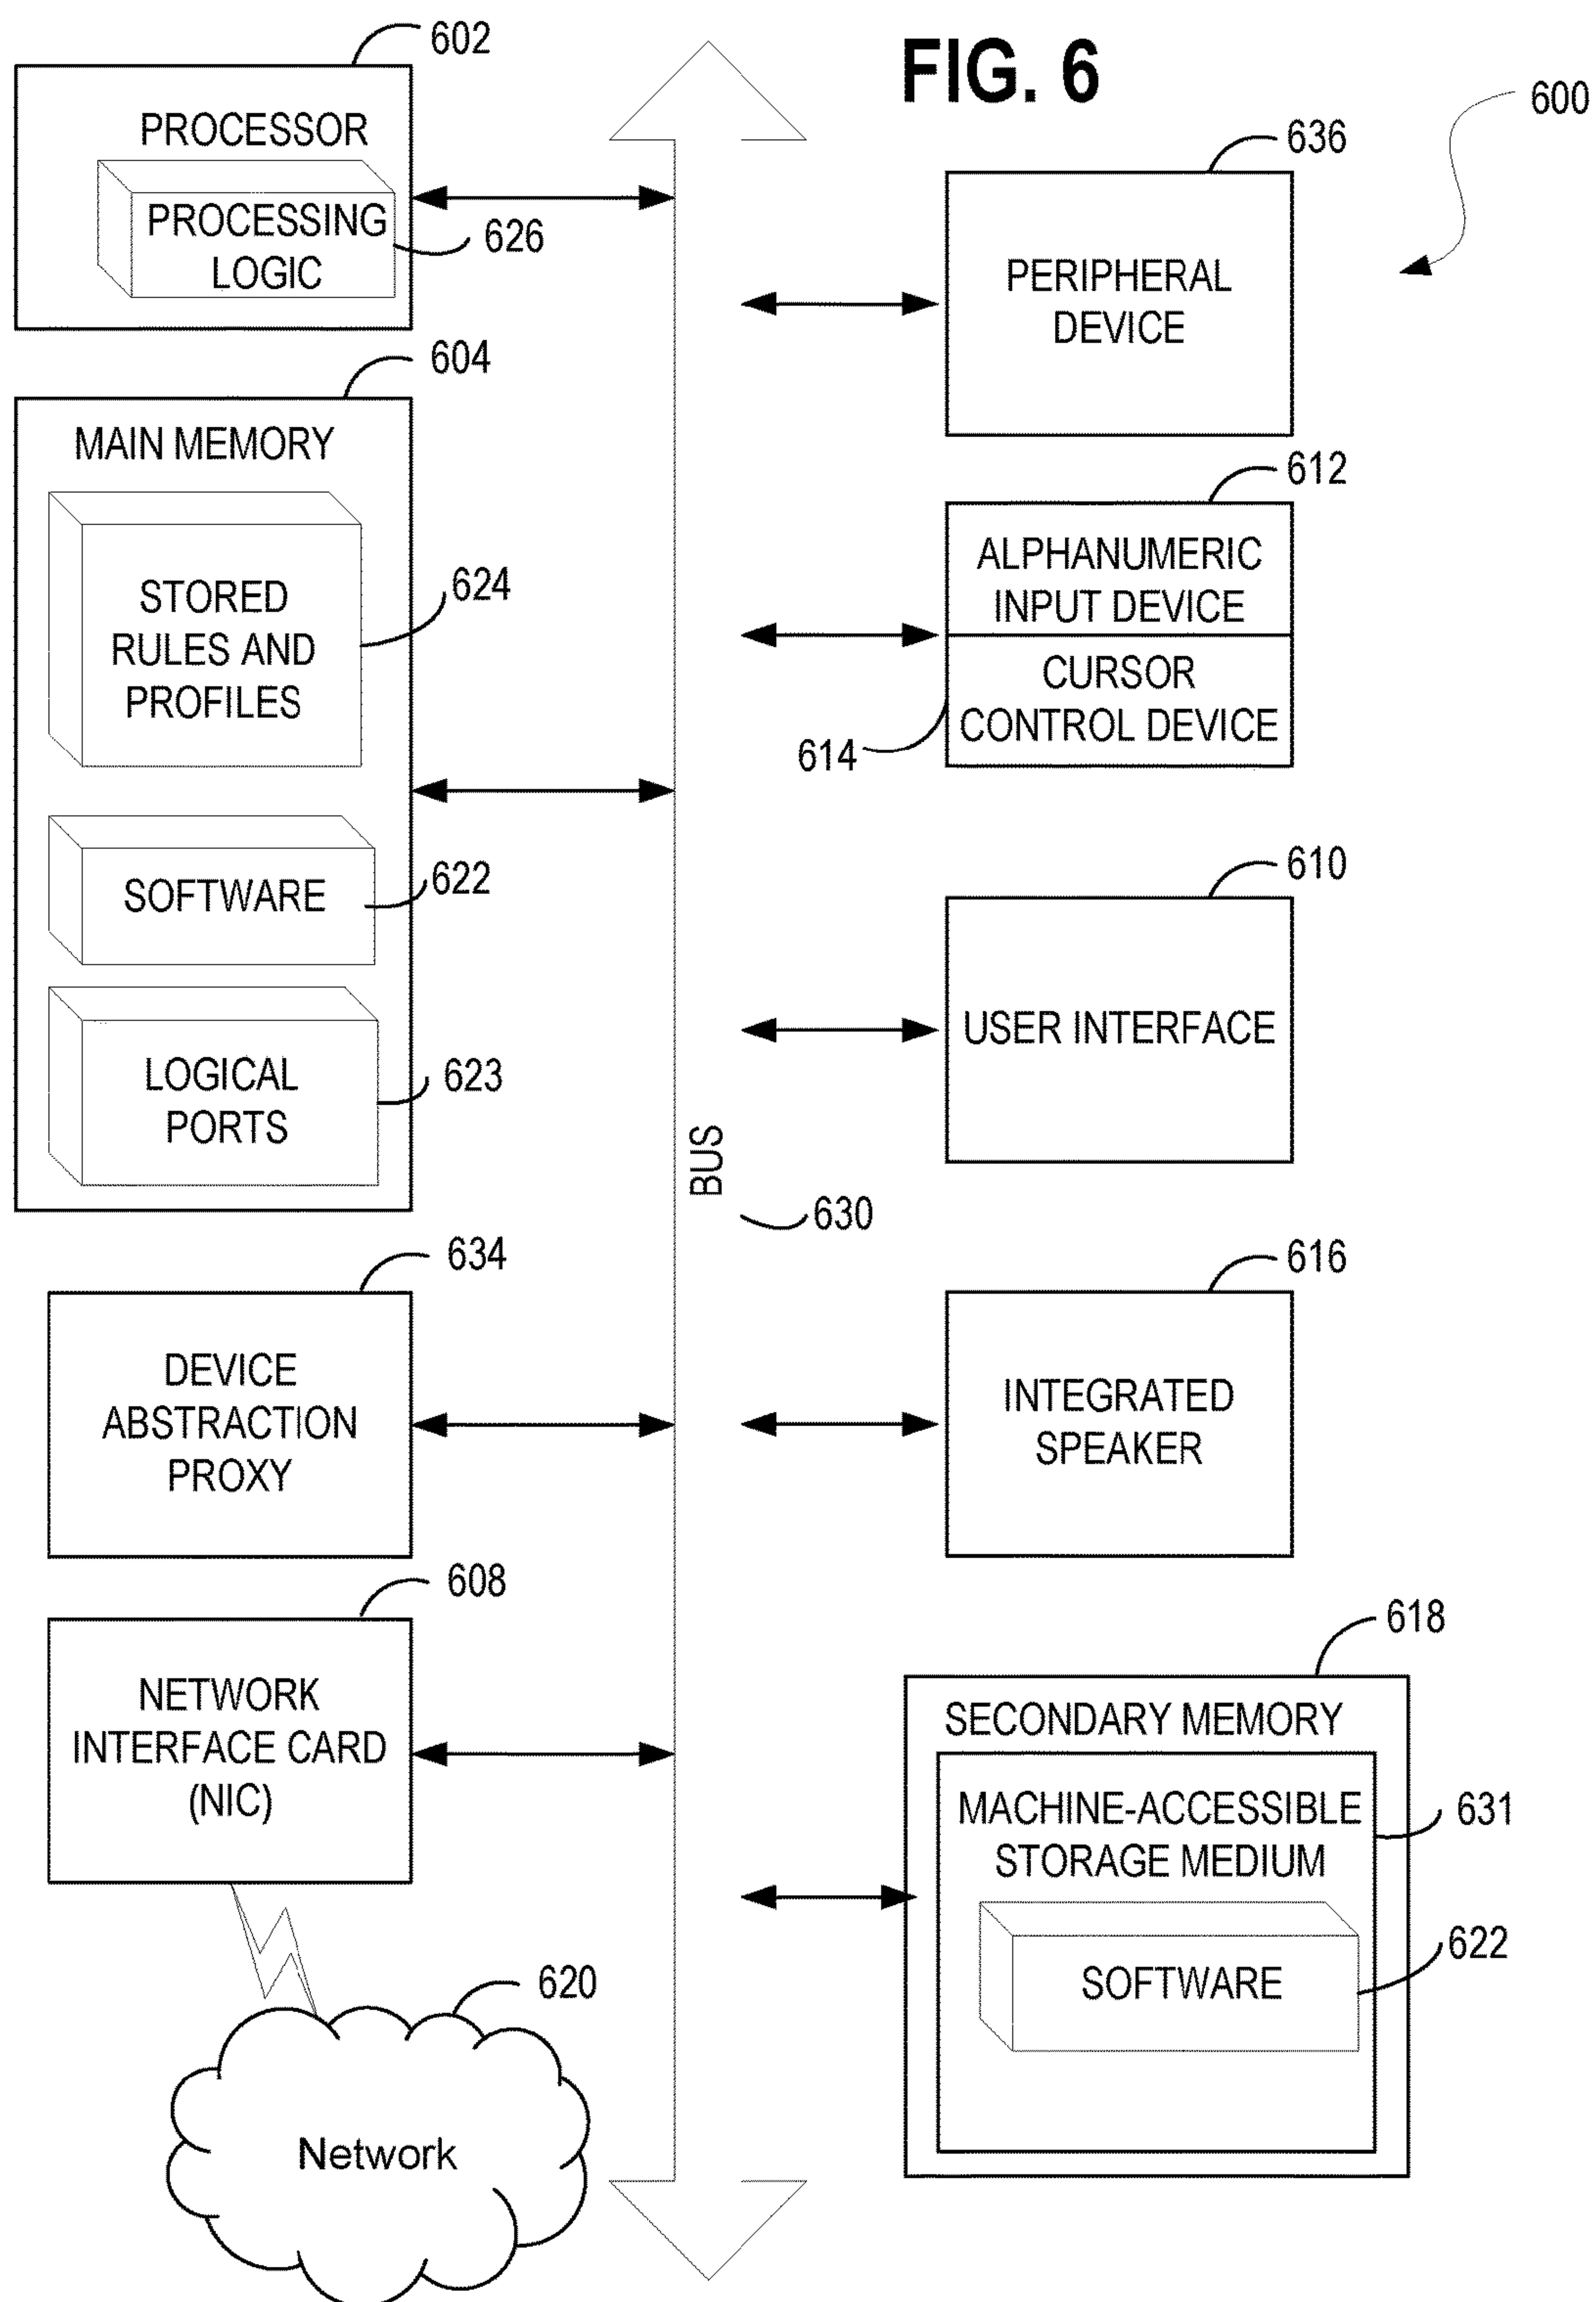 FIG. 6
600
602
PROCESSOR
PROCESSING
LOGIC
626
604
MAIN MEMORY
STORED
RULES AND
PROFILES
624
SOFTWARE
622
LOGICAL
PORTS
623
634
DEVICE
ABSTRACTION
PROXY
608
NETWORK
INTERFACE CARD
(NIC)
620
Network
BUS
630
636
PERIPHERAL
DEVICE
612
ALPHANUMERIC
INPUT DEVICE
CURSOR
CONTROL DEVICE
614
610
USER INTERFACE
616
INTEGRATED
SPEAKER
618
SECONDARY MEMORY
MACHINE-ACCESSIBLE
STORAGE MEDIUM
631
SOFTWARE
622